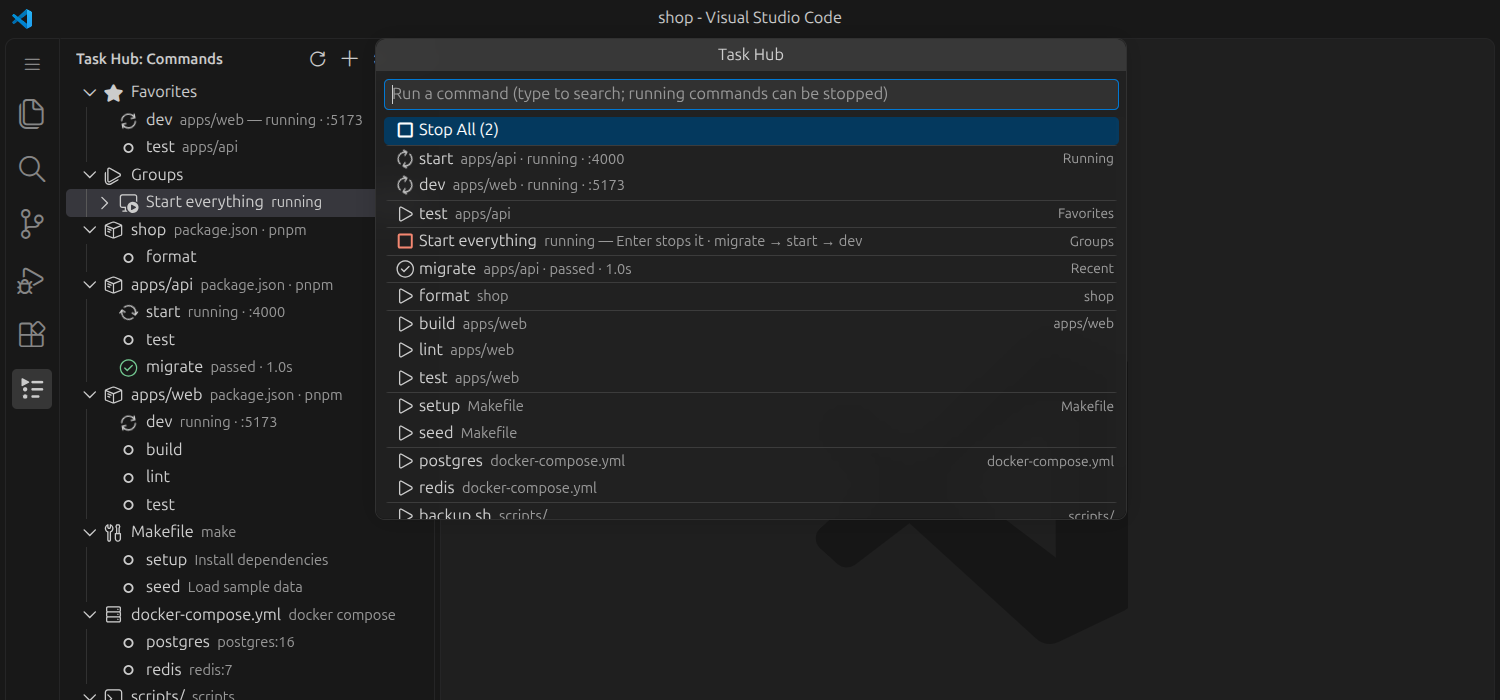 shop - Visual Studio Code
Task Hub: Commands
Favorites
dev apps/web — running · :5173
test apps/api
Groups
Start everything running
shop package.json · pnpm
format
apps/api package.json · pnpm
start running · :4000
test
migrate passed · 1.0s
apps/web package.json · pnpm
dev running · :5173
build
lint
test
Makefile make
setup Install dependencies
seed Load sample data
docker-compose.yml docker compose
postgres postgres:16
redis redis:7
scripts/ scripts
Task Hub
Run a command (type to search; running commands can be stopped)
Stop All (2)
start apps/api · running · :4000 Running
dev apps/web · running · :5173
test apps/api Favorites
Start everything running — Enter stops it · migrate → start → dev Groups
migrate apps/api · passed · 1.0s Recent
format shop shop
build apps/web apps/web
lint apps/web
test apps/web
setup Makefile Makefile
seed Makefile
postgres docker-compose.yml docker-compose.yml
redis docker-compose.yml
backup.sh scripts/ scripts/